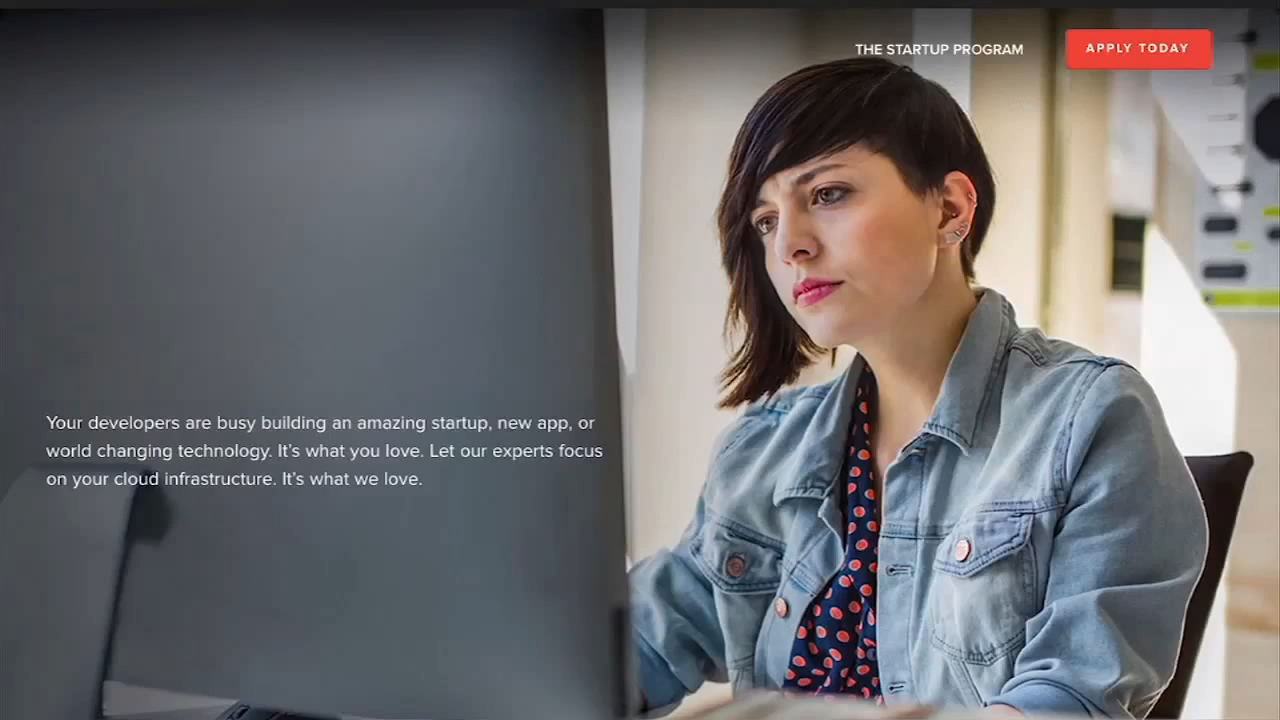 THE STARTUP PROGRAM
APPLY TODAY
Your developers are busy building an amazing startup, new app, or
world changing technology. It’s what you love. Let our experts focus
on your cloud infrastructure. It’s what we love.